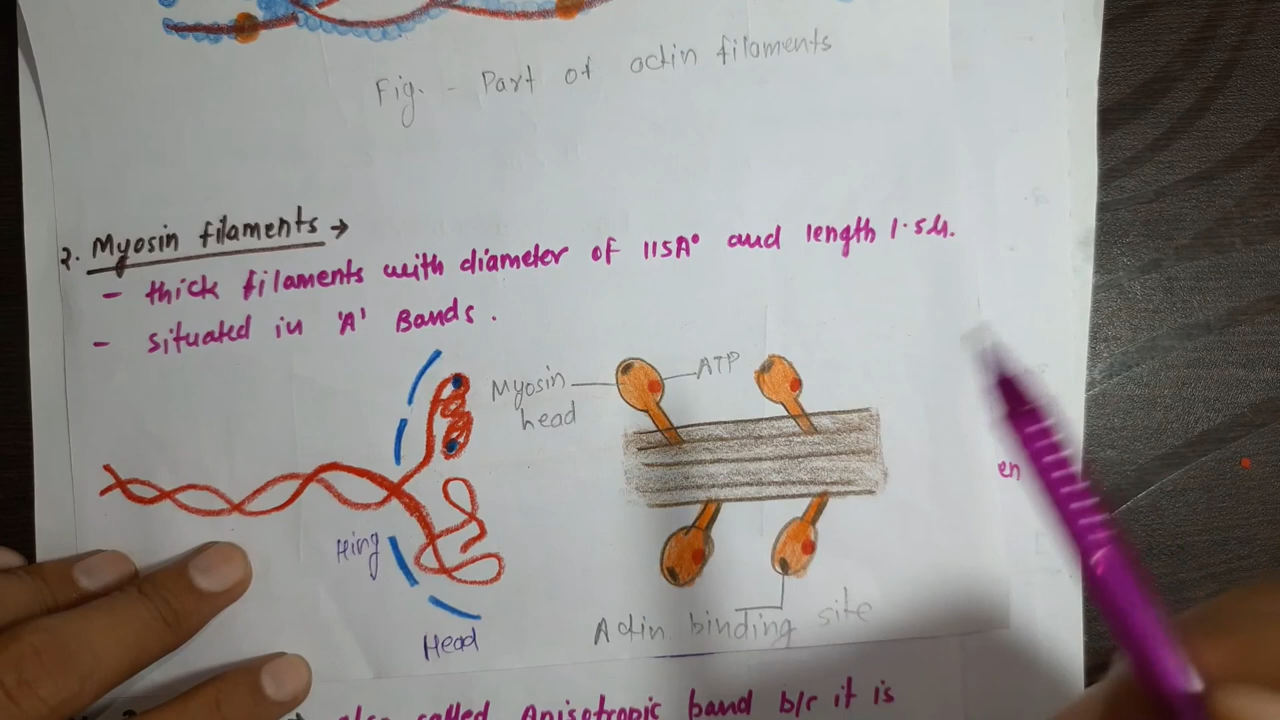 Fig. - Part of actin filaments
2. Myosin filaments →
- thick filaments with diameter of 115A° and length 1.5μ.
- situated in 'A' Bands.
Myosin head
ATP
en
Hing
Head
Actin binding site
also called Anisotropic band b/c it is